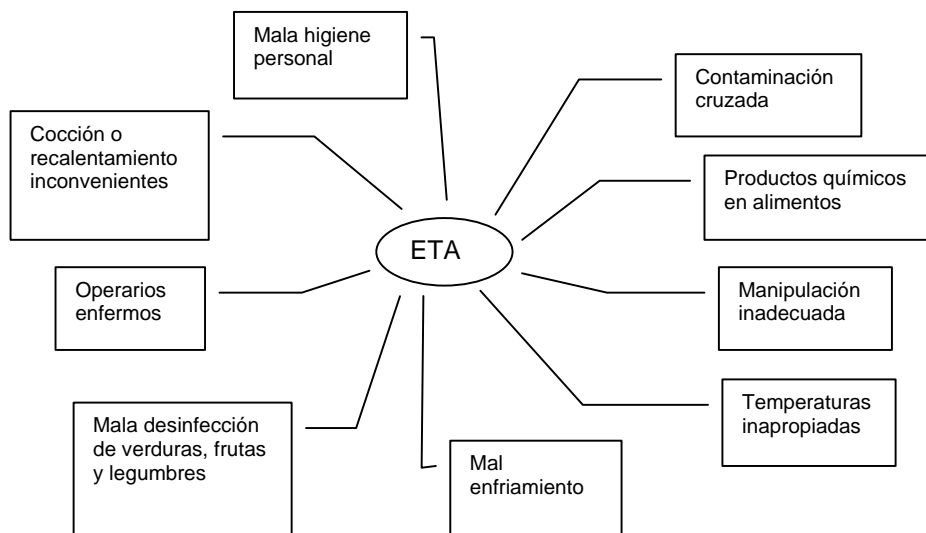 Mala higiene
personal
Contaminación
cruzada
Cocción o
recalentamiento
inconvenientes
Productos químicos
en alimentos
ETA
Operarios
enfermos
Manipulación
inadecuada
Mala desinfección
de verduras, frutas
y legumbres
Temperaturas
inapropiadas
Mal
enfriamiento